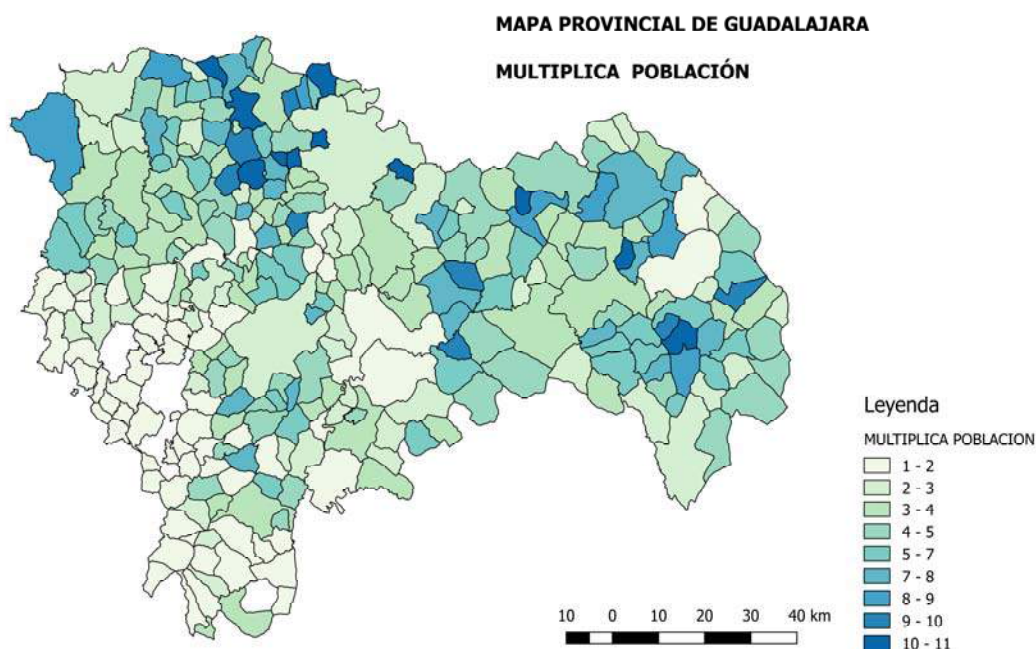 MAPA PROVINCIAL DE GUADALAJARA
MULTIPLICA POBLACIÓN
Leyenda
MULTIPLICA POBLACION
1 - 2
2 - 3
3 - 4
4 - 5
5 - 7
7 - 8
8 - 9
9 - 10
10 - 11
10 0 10 20 30 40 km